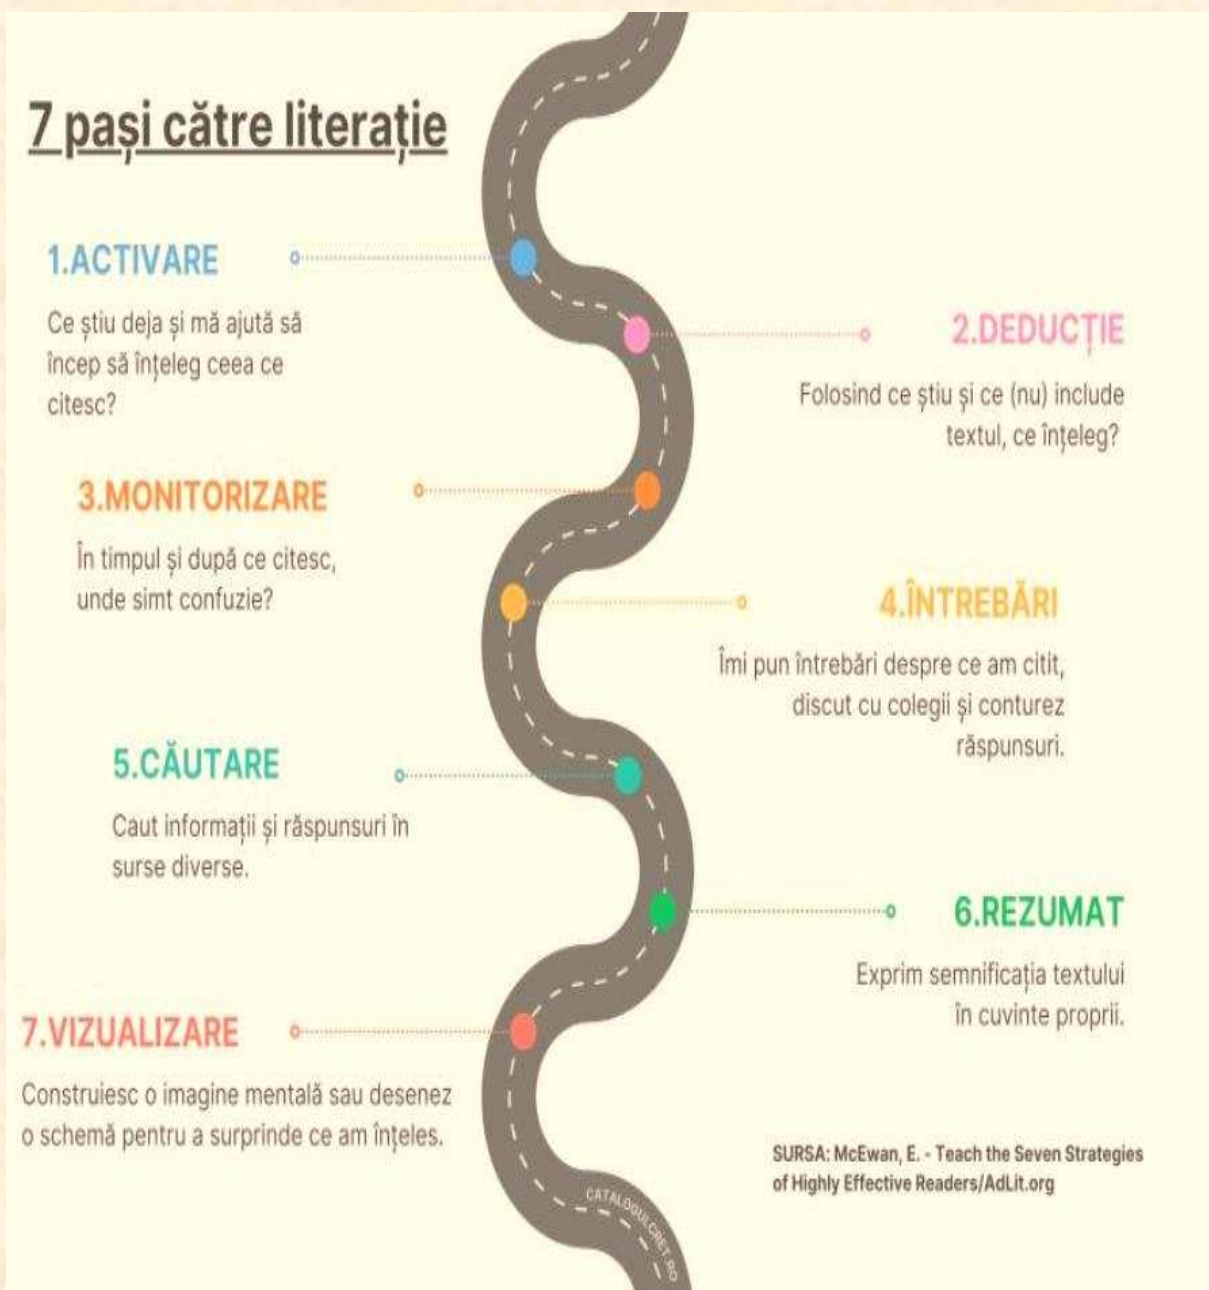 7 pași către literație
1.ACTIVARE
Ce știu deja și mă ajută să
încep să înțeleg ceea ce
citesc?
2.DEDUCȚIE
Folosind ce știu și ce (nu) include
textul, ce înțeleg?
3.MONITORIZARE
În timpul și după ce citesc,
unde simt confuzie?
4.ÎNTREBĂRI
Îmi pun întrebări despre ce am citit,
discut cu colegii și conturez
răspunsuri.
5.CĂUTARE
Caut informații și răspunsuri în
surse diverse.
6.REZUMAT
Exprim semnificația textului
în cuvinte proprii.
7.VIZUALIZARE
Construiesc o imagine mentală sau desenez
o schemă pentru a surprinde ce am înțeles.
SURSA: McEwan, E. - Teach the Seven Strategies
of Highly Effective Readers/AdLit.org
CATALOGULCRET.RO